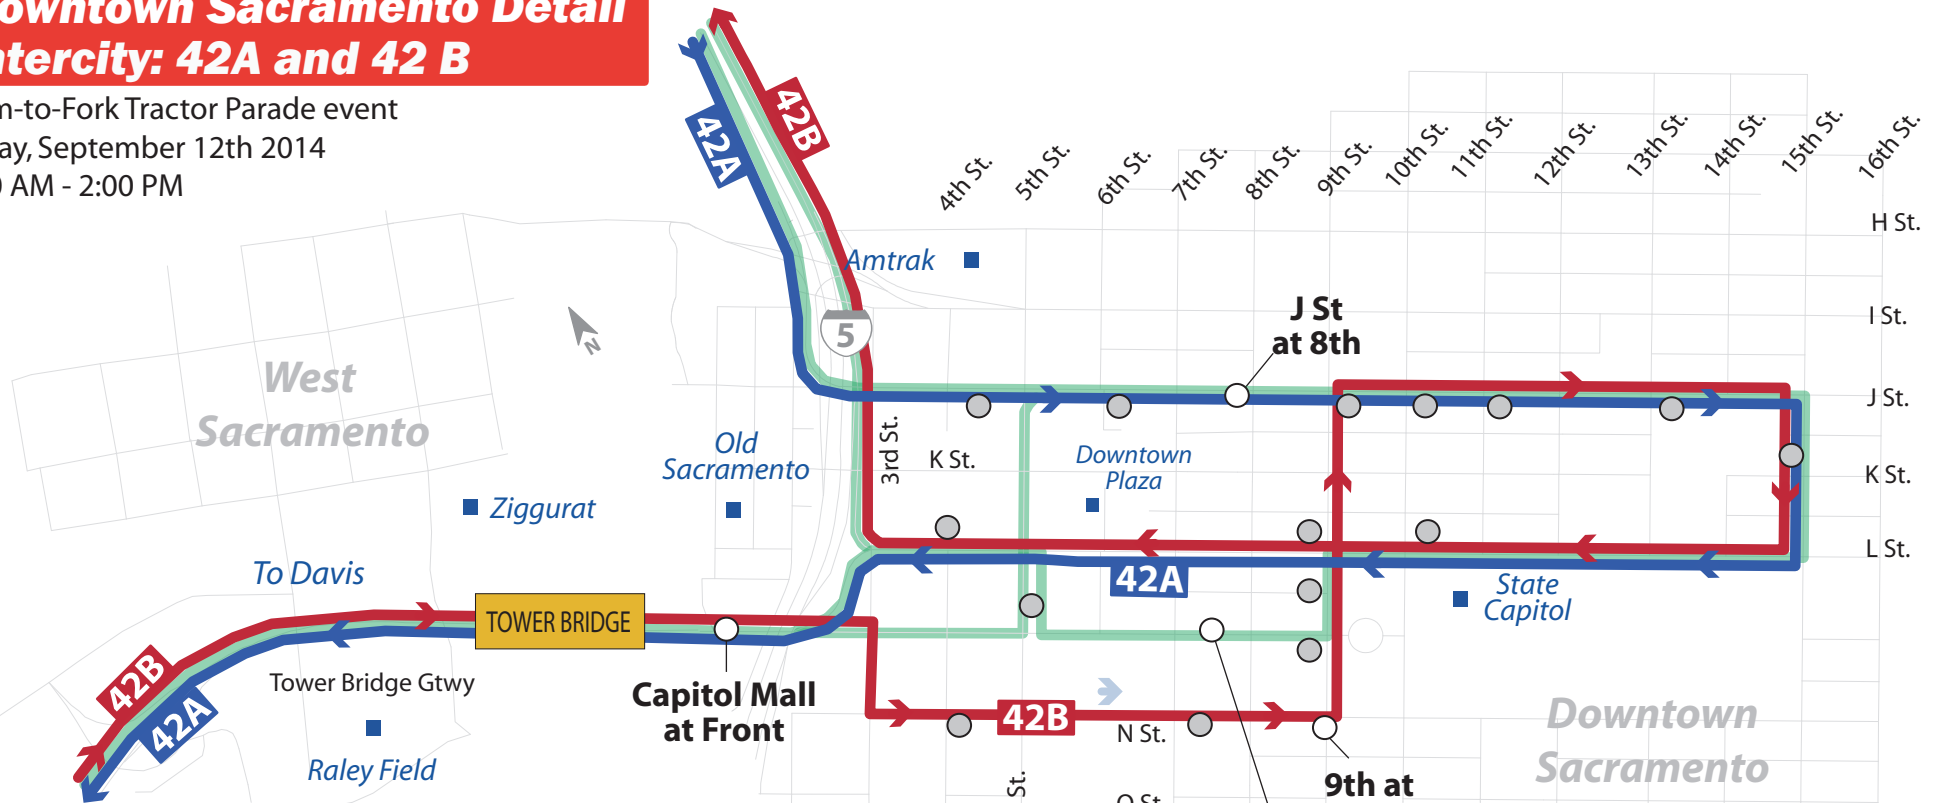 owntown Sacramento Detail
ntercity: 42A and 42 B
m-to-Fork Tractor Parade event
ay, September 12th 2014
0 AM - 2:00 PM
42B
42A
4th St.
5th St.
6th St.
7th St.
8th St.
9th St.
10th St.
11th St.
12th St.
13th St.
14th St.
15th St.
16th St.
H St.
Amtrak
I St.
J St
at 8th
5
N
West
Sacramento
J St.
3rd St.
Old
Sacramento
K St.
Downtown
Plaza
K St.
Ziggurat
L St.
To Davis
42A
State
Capitol
TOWER BRIDGE
42B
42A
Tower Bridge Gtwy
Capitol Mall
at Front
42B
N St.
Downtown
Sacramento
Raley Field
9th at
St.
O St.